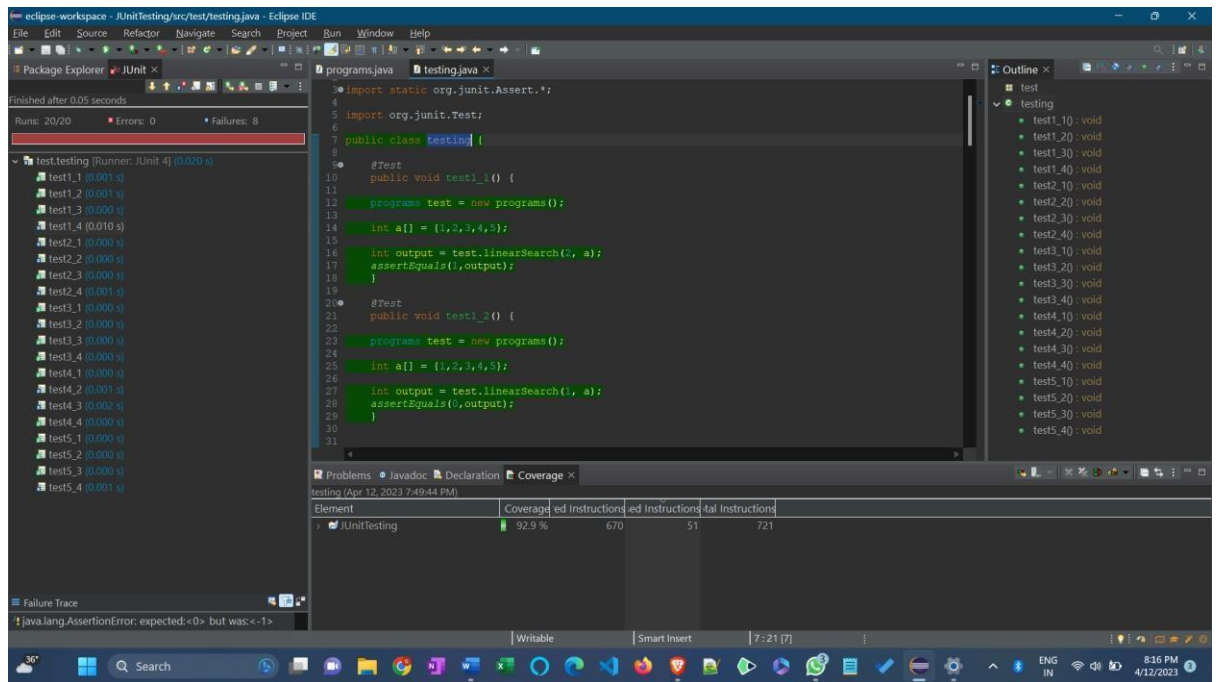 eclipse-workspace - JUnitTesting/src/test/testing.java - Eclipse IDE
File Edit Source Refactor Navigate Search Project Run Window Help
Package Explorer JUnit
Finished after 0.05 seconds
Runs: 20/20 Errors: 0 Failures: 8
test.testing [Runner: JUnit 4] (0.020 s)
test1_1 (0.001 s)
test1_2 (0.001 s)
test1_3 (0.000 s)
test1_4 (0.010 s)
test2_1 (0.000 s)
test2_2 (0.000 s)
test2_3 (0.000 s)
test2_4 (0.001 s)
test3_1 (0.000 s)
test3_2 (0.000 s)
test3_3 (0.000 s)
test3_4 (0.000 s)
test4_1 (0.000 s)
test4_2 (0.001 s)
test4_3 (0.002 s)
test4_4 (0.000 s)
test5_1 (0.000 s)
test5_2 (0.000 s)
test5_3 (0.000 s)
test5_4 (0.001 s)
Failure Trace
java.lang.AssertionError: expected:<0> but was:<-1>
programs.java testing.java
3 import static org.junit.Assert.*;
4
5 import org.junit.Test;
6
7 public class testing {
8
9 @Test
10 public void test1_1() {
11
12 programs test = new programs();
13
14 int a[] = {1,2,3,4,5};
15
16 int output = test.linearSearch(2, a);
17 assertEquals(1,output);
18 }
19
20 @Test
21 public void test1_2() {
22
23 programs test = new programs();
24
25 int a[] = {1,2,3,4,5};
26
27 int output = test.linearSearch(1, a);
28 assertEquals(0,output);
29 }
30
31
Outline
test
testing
test1_1() : void
test1_2() : void
test1_3() : void
test1_4() : void
test2_1() : void
test2_2() : void
test2_3() : void
test2_4() : void
test3_1() : void
test3_2() : void
test3_3() : void
test3_4() : void
test4_1() : void
test4_2() : void
test4_3() : void
test4_4() : void
test5_1() : void
test5_2() : void
test5_3() : void
test5_4() : void
Problems Javadoc Declaration Coverage
testing (Apr 12, 2023 7:49:44 PM)
Element Coverage ed Instructions ed Instructions tal Instructions
JUnitTesting 92.9 % 670 51 721
Writable Smart Insert 7 : 21 [7]
36° Search ENG IN 8:16 PM 4/12/2023